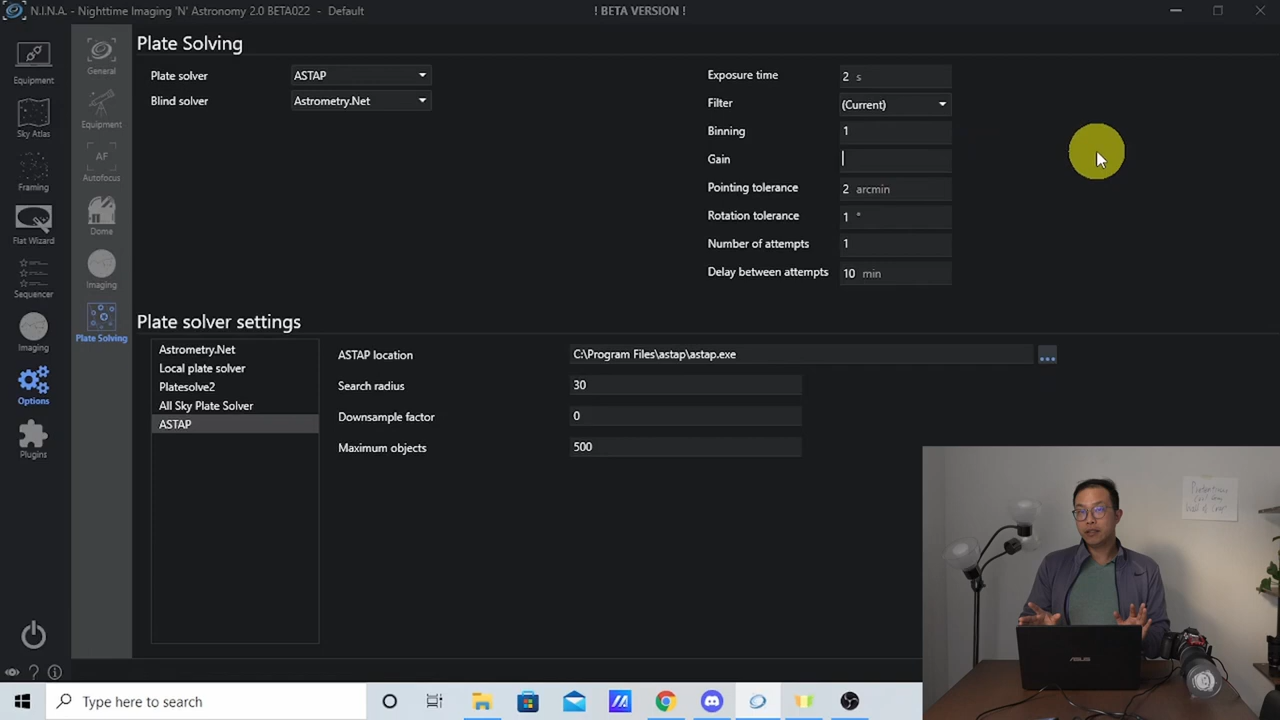 N.I.N.A. - Nighttime Imaging 'N' Astronomy 2.0 BETA022 - Default
! BETA VERSION !
Equipment
Sky Atlas
Framing
Flat Wizard
Sequencer
Imaging
Options
Plugins
General
Equipment
AF
Autofocus
Dome
Imaging
Plate Solving
Plate Solving
Plate solver ASTAP
Blind solver Astrometry.Net
Exposure time 2 s
Filter (Current)
Binning 1
Gain
Pointing tolerance 2 arcmin
Rotation tolerance 1 °
Number of attempts 1
Delay between attempts 10 min
Plate solver settings
Astrometry.Net
Local plate solver
Platesolve2
All Sky Plate Solver
ASTAP
ASTAP location C:\Program Files\astap\astap.exe ...
Search radius 30
Downsample factor 0
Maximum objects 500
ASUS
Type here to search